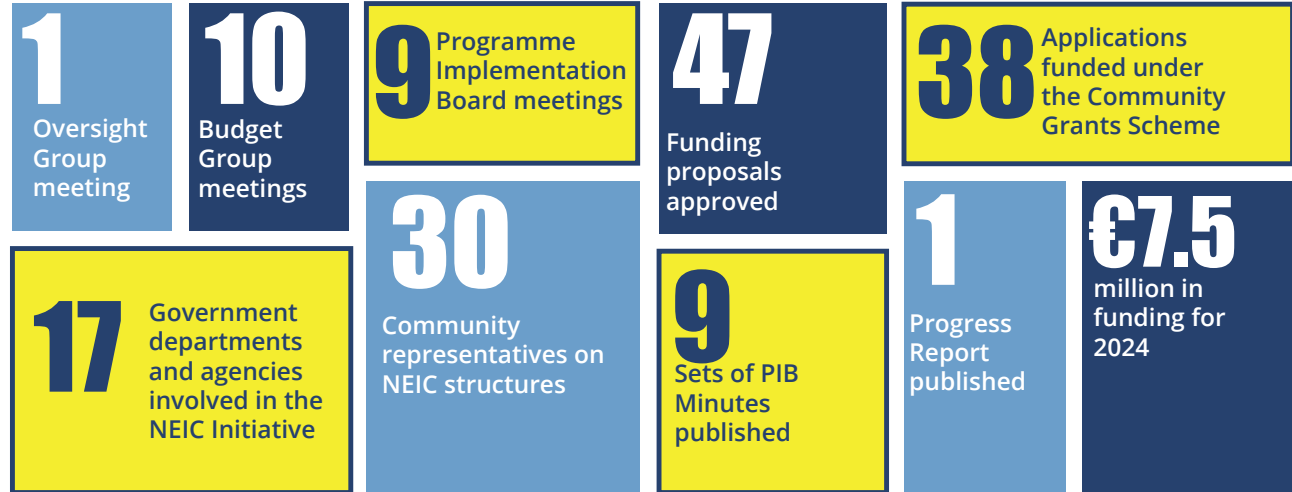 1
Oversight
Group
meeting
10
Budget
Group
meetings
9
Programme
Implementation
Board meetings
47
Funding
proposals
approved
38
Applications
funded under
the Community
Grants Scheme
17
Government
departments
and agencies
involved in the
NEIC Initiative
30
Community
representatives on
NEIC structures
9
Sets of PIB
Minutes
published
1
Progress
Report
published
€7.5
million in
funding for
2024